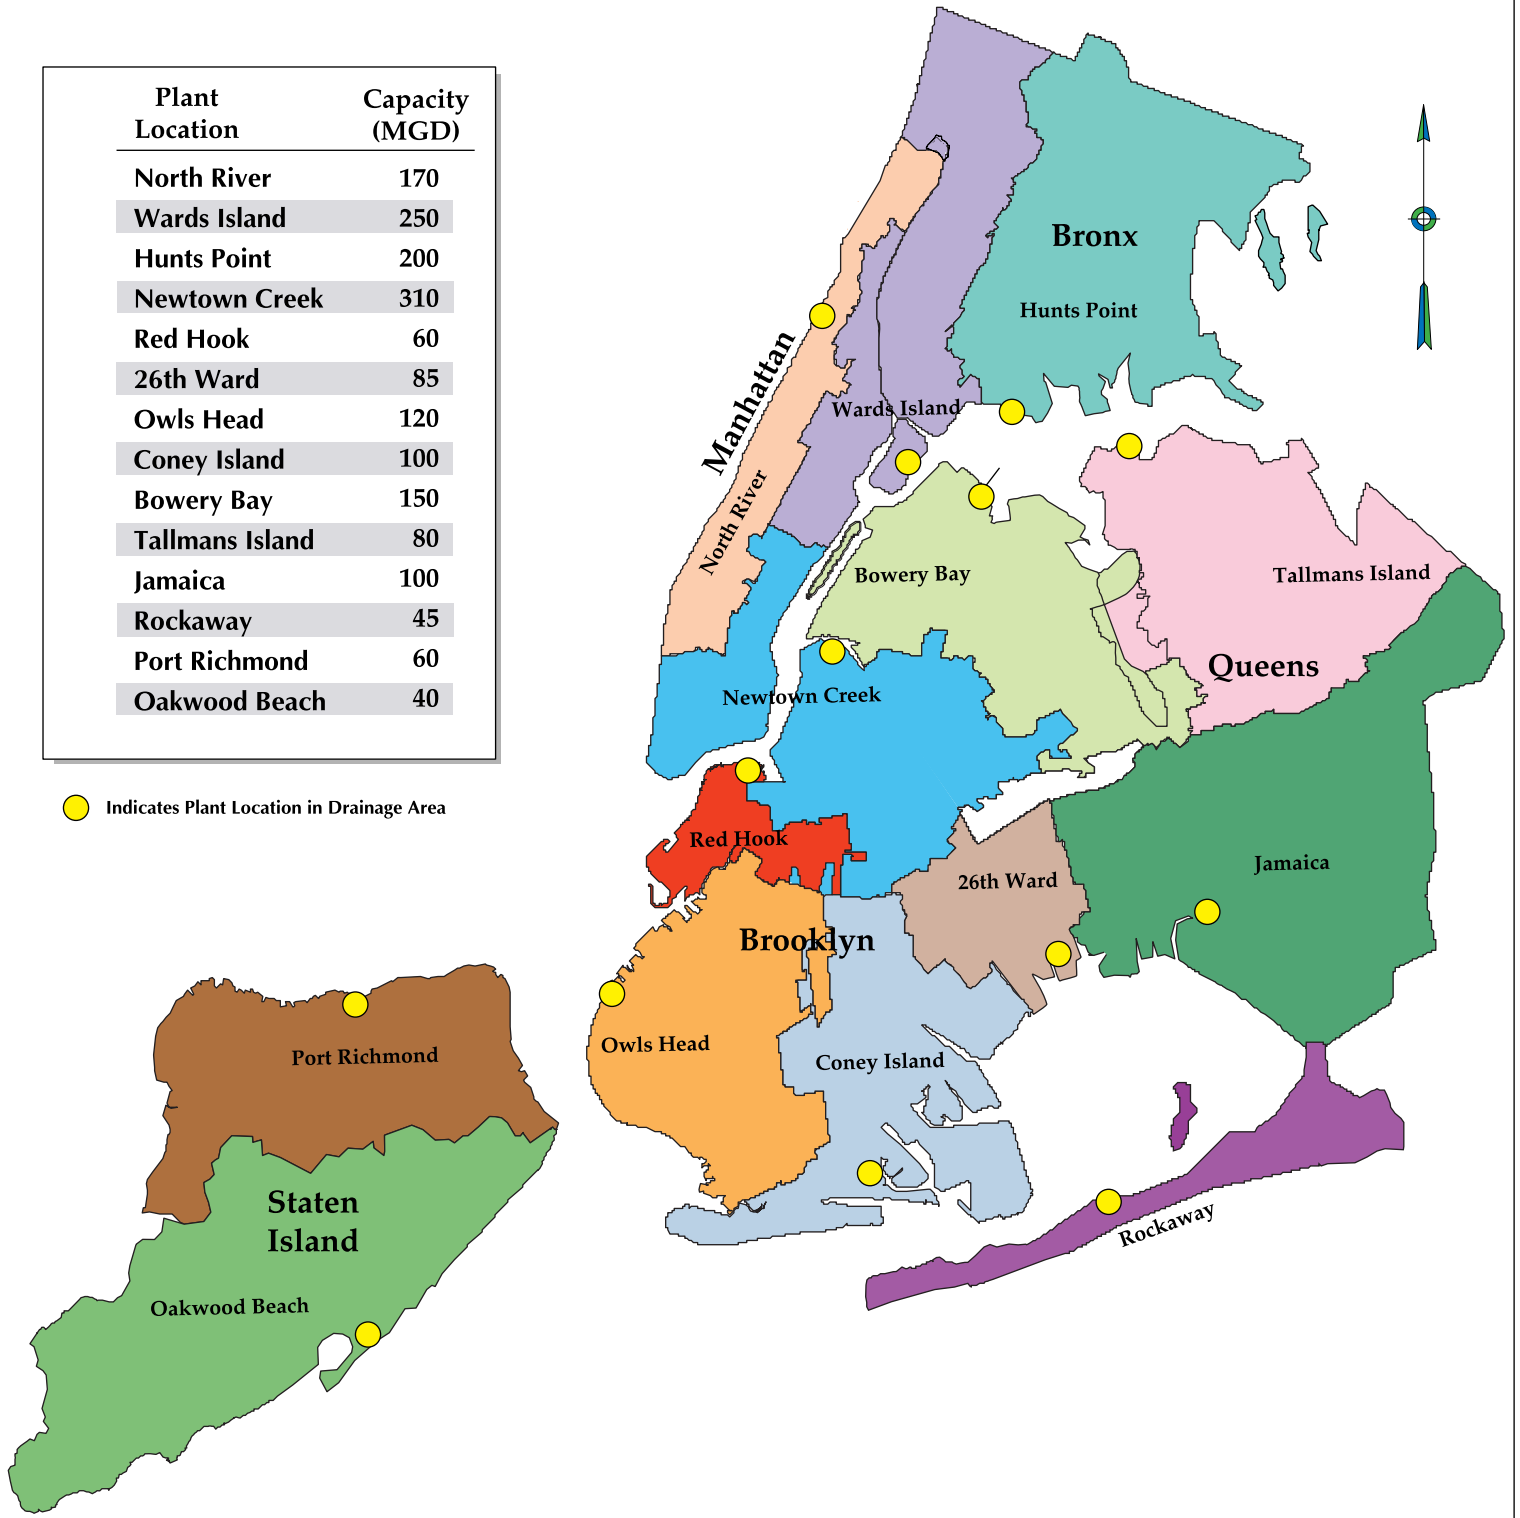 Plant Capacity
Location (MGD)
North River 170
Wards Island 250
Hunts Point 200
Newtown Creek 310
Red Hook 60
26th Ward 85
Owls Head 120
Coney Island 100
Bowery Bay 150
Tallmans Island 80
Jamaica 100
Rockaway 45
Port Richmond 60
Oakwood Beach 40
Indicates Plant Location in Drainage Area
Bronx
Hunts Point
Manhattan
Wards Island
North River
Bowery Bay
Tallmans Island
Queens
Newtown Creek
Red Hook
26th Ward
Jamaica
Brooklyn
Owls Head
Coney Island
Port Richmond
Staten
Island
Rockaway
Oakwood Beach